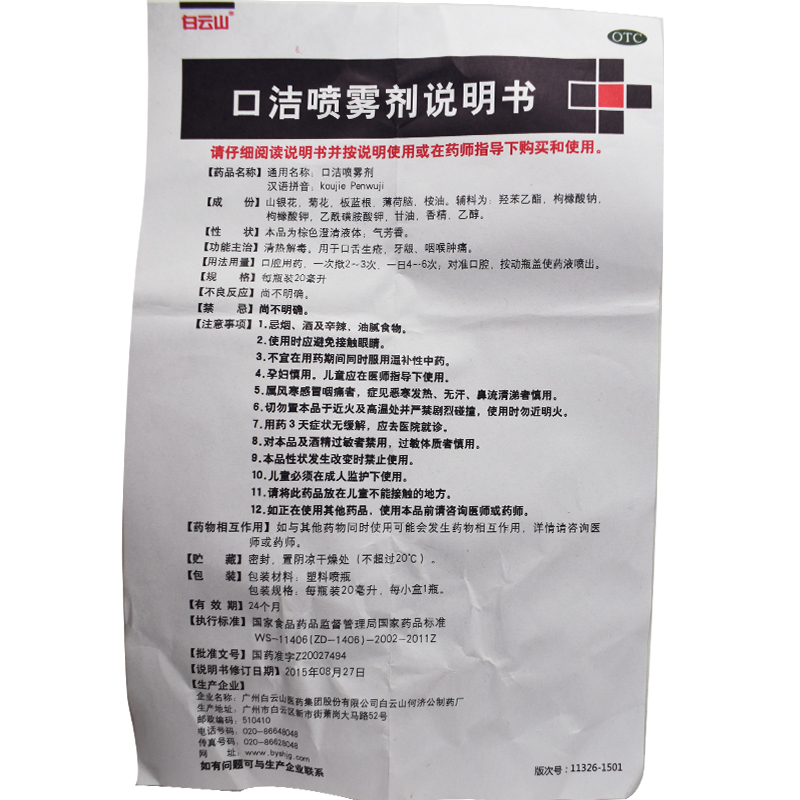 白云山®
OTC
口洁喷雾剂说明书
请仔细阅读说明书并按说明使用或在药师指导下购买和使用。
【药品名称】通用名称：口洁喷雾剂
汉语拼音：koujie Penwuji
【成　份】山银花、菊花、板蓝根、薄荷脑、桉油。辅料为：羟苯乙酯，枸橼酸钠，
枸橼酸钾，乙酰磺胺酸钾，甘油，香精，乙醇。
【性　状】本品为棕色澄清液体；气芳香。
【功能主治】清热解毒。用于口舌生疮，牙龈、咽喉肿痛。
【用法用量】口腔用药，一次揿2～3次，一日4～6次；对准口腔，按动瓶盖使药液喷出。
【规　格】每瓶装20毫升
【不良反应】尚不明确。
【禁　忌】尚不明确。
【注意事项】1.忌烟、酒及辛辣、油腻食物。
2.使用时应避免接触眼睛。
3.不宜在用药期间同时服用温补性中药。
4.孕妇慎用。儿童应在医师指导下使用。
5.属风寒感冒咽痛者，症见恶寒发热、无汗、鼻流清涕者慎用。
6.切勿置本品于近火及高温处并严禁剧烈碰撞，使用时勿近明火。
7.用药3天症状无缓解，应去医院就诊。
8.对本品及酒精过敏者禁用，过敏体质者慎用。
9.本品性状发生改变时禁止使用。
10.儿童必须在成人监护下使用。
11.请将此药品放在儿童不能接触的地方。
12.如正在使用其他药品，使用本品前请咨询医师或药师。
【药物相互作用】如与其他药物同时使用可能会发生药物相互作用，详情请咨询医
师或药师。
【贮　藏】密封，置阴凉干燥处（不超过20℃）。
【包　装】包装材料：塑料喷瓶
包装规格：每瓶装20毫升，每小盒1瓶。
【有 效 期】24个月
【执行标准】国家食品药品监督管理局国家药品标准
WS-11406(ZD-1406)-2002-2011Z
【批准文号】国药准字Z20027494
【说明书修订日期】2015年08月27日
【生产企业】
企业名称：广州白云山医药集团股份有限公司白云山何济公制药厂
生产地址：广州市白云区新市街萧岗大马路52号
邮政编码：510410
电话号码：020-86648048
传真号码：020-86628048
网　址：www.byshjg.com
如有问题可与生产企业联系
版次号：11326-1501